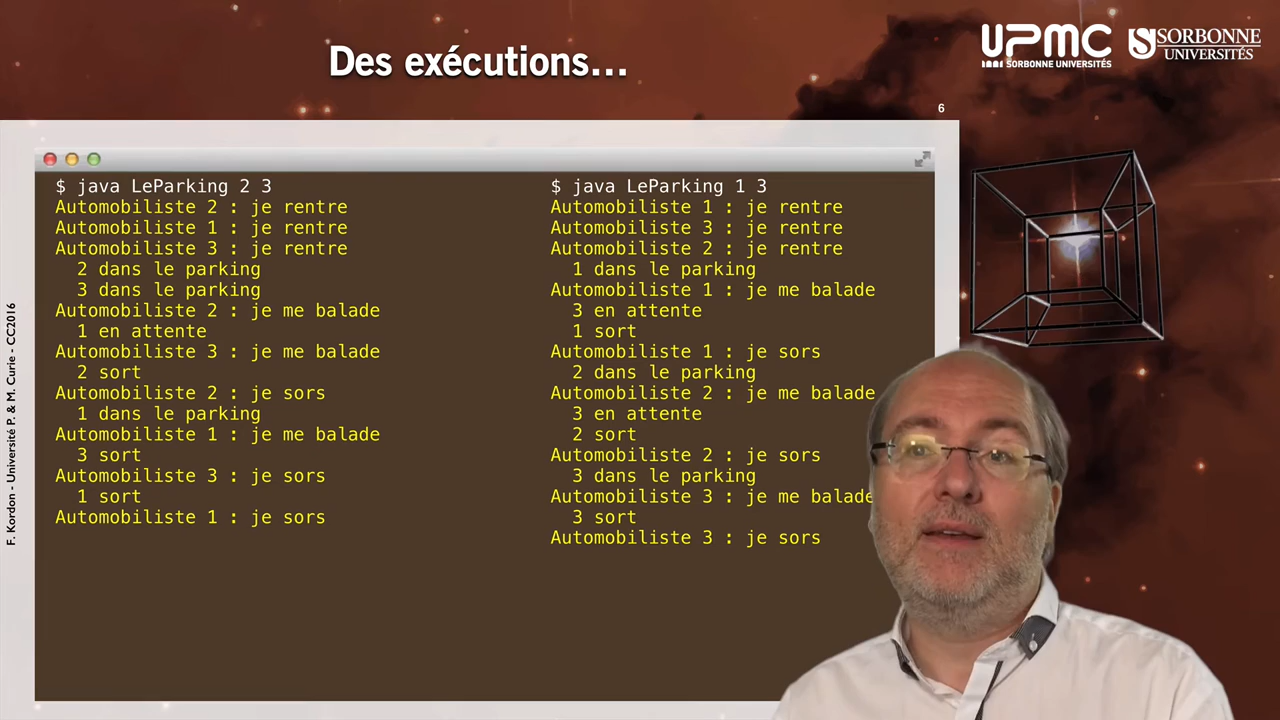 Des exécutions...
UPMC
SORBONNE UNIVERSITÉS
SORBONNE
UNIVERSITÉS
6
F. Kordon - Université P. & M. Curie - CC2016
$ java LeParking 2 3
Automobiliste 2 : je rentre
Automobiliste 1 : je rentre
Automobiliste 3 : je rentre
2 dans le parking
3 dans le parking
Automobiliste 2 : je me balade
1 en attente
Automobiliste 3 : je me balade
2 sort
Automobiliste 2 : je sors
1 dans le parking
Automobiliste 1 : je me balade
3 sort
Automobiliste 3 : je sors
1 sort
Automobiliste 1 : je sors
$ java LeParking 1 3
Automobiliste 1 : je rentre
Automobiliste 3 : je rentre
Automobiliste 2 : je rentre
1 dans le parking
Automobiliste 1 : je me balade
3 en attente
1 sort
Automobiliste 1 : je sors
2 dans le parking
Automobiliste 2 : je me balade
3 en attente
2 sort
Automobiliste 2 : je sors
3 dans le parking
Automobiliste 3 : je me balade
3 sort
Automobiliste 3 : je sors